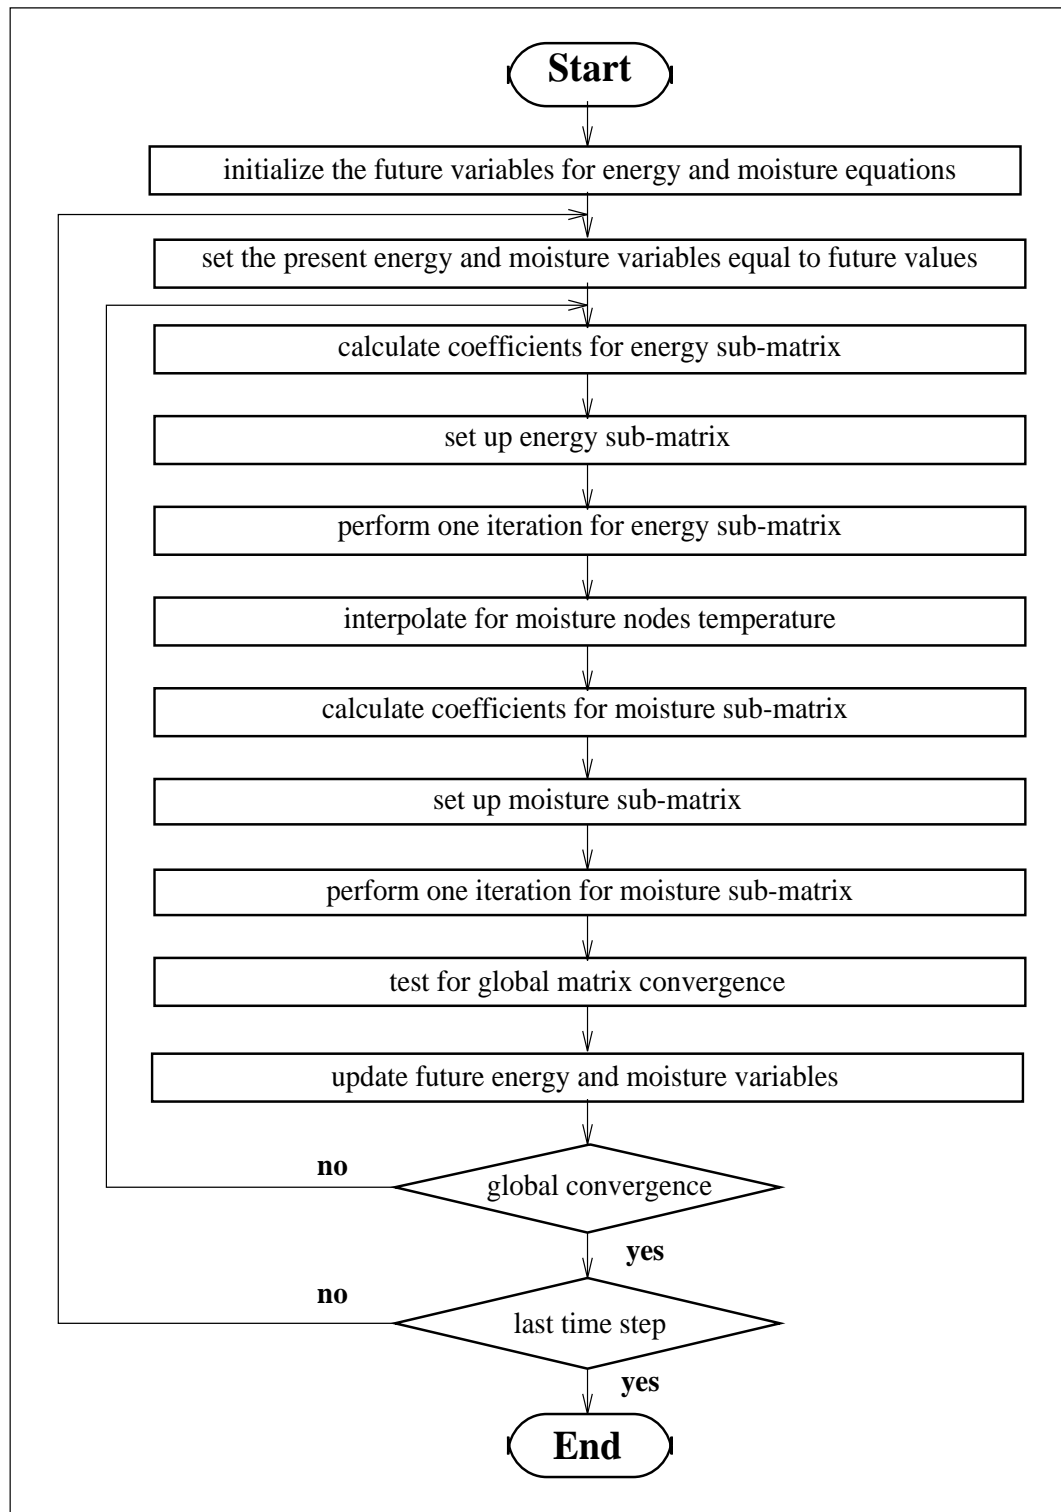 Start
initialize the future variables for energy and moisture equations
set the present energy and moisture variables equal to future values
calculate coefficients for energy sub-matrix
set up energy sub-matrix
perform one itreration for energy sub-matrix
interpolate for moisture nodes temperature
calculate coefficients for moisture sub-matrix
set up moisture sub-matrix
perform one iteration for moisture sub-matrix
test for global matrix convergence
update future energy and moisture variables
no
global convergence
yes
no
last time step
yes
End